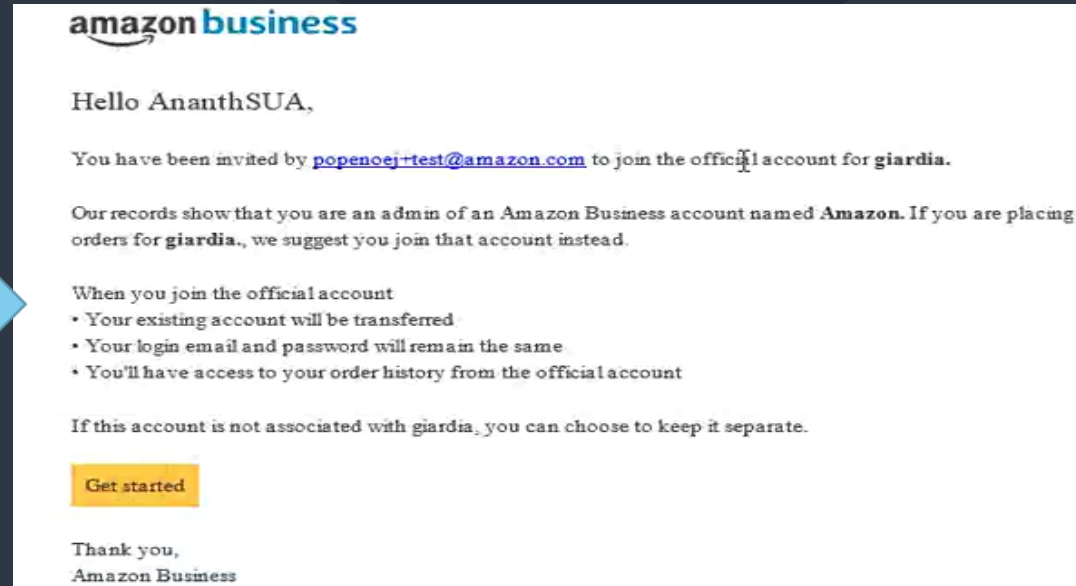 amazon business
Hello AnanthSUA,
You have been invited by popenoej+test@amazon.com to join the official account for giardia.
Our records show that you are an admin of an Amazon Business account named Amazon. If you are placing
orders for giardia., we suggest you join that account instead.
When you join the official account
• Your existing account will be transferred
• Your login email and password will remain the same
• You'll have access to your order history from the official account
If this account is not associated with giardia, you can choose to keep it separate.
Get started
Thank you,
Amazon Business